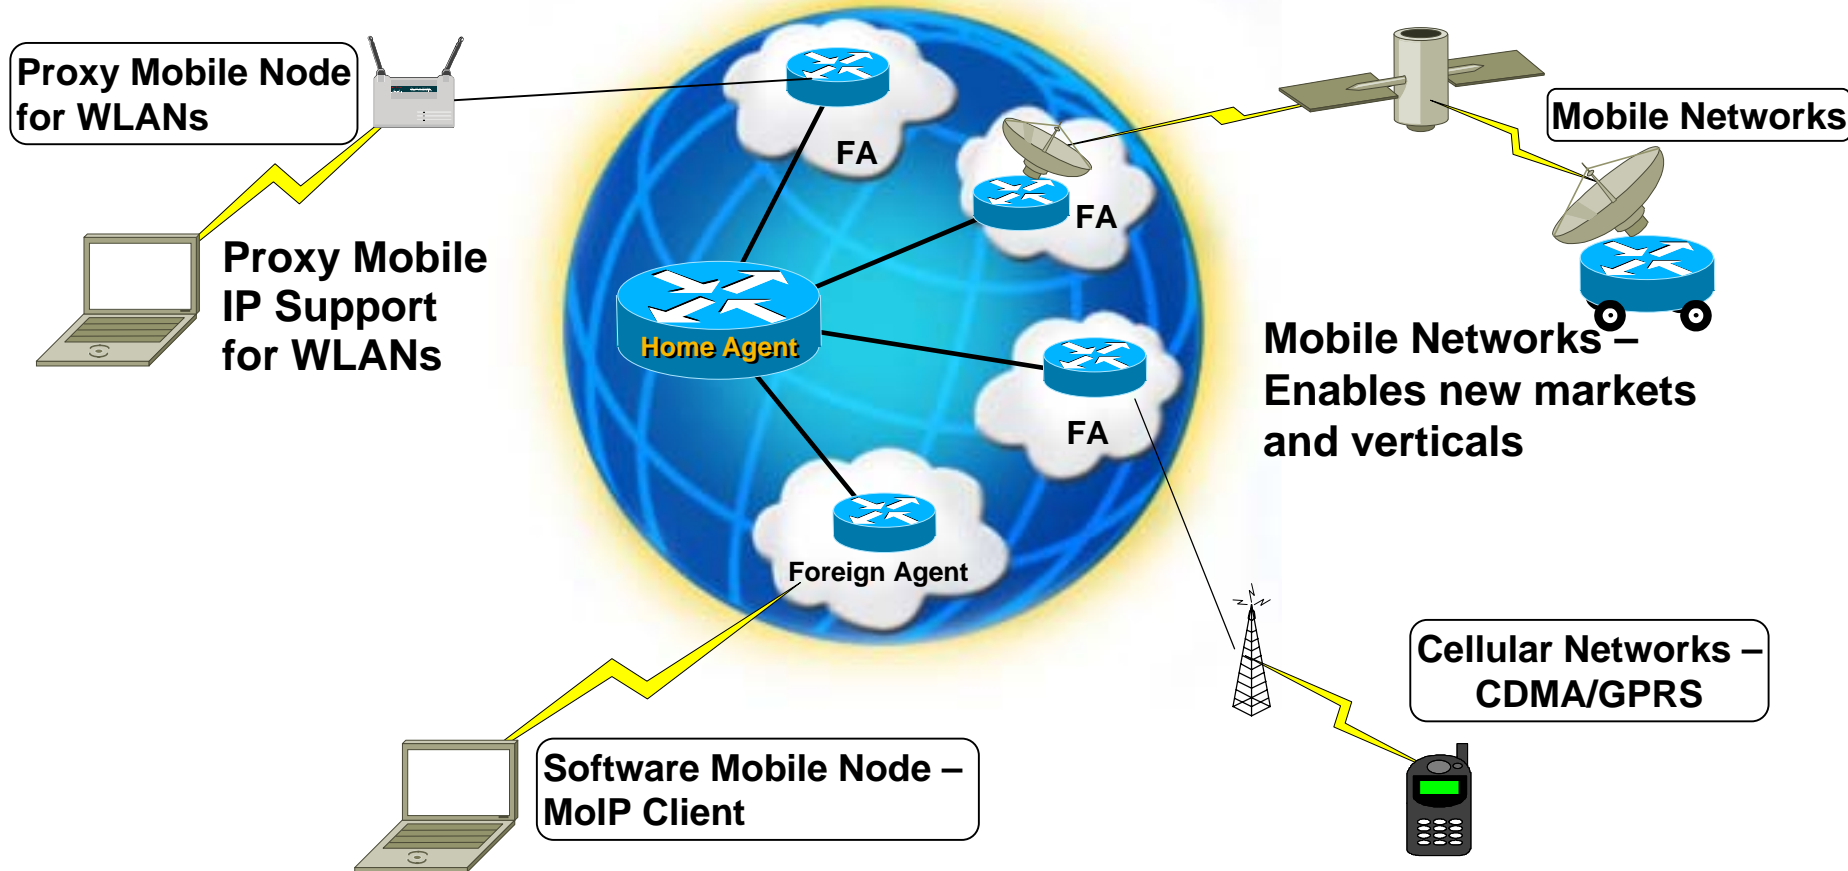 Proxy Mobile Node
for WLANs
FA
Mobile Networks
FA
Proxy Mobile
IP Support
for WLANs
Home Agent
Mobile Networks –
Enables new markets
and verticals
FA
Foreign Agent
Cellular Networks –
CDMA/GPRS
Software Mobile Node –
MoIP Client